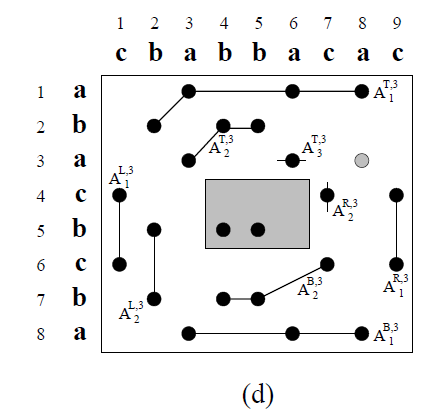 1 2 3 4 5 6 7 8 9
c b a b b a c a c
1 a A₁ᵀ,³
2 b A₂ᵀ,³
3 a A₃ᵀ,³
A₁ᴸ,³
4 c A₂ᴿ,³
5 b
6 c A₁ᴿ,³
A₂ᴮ,³
7 b
A₂ᴸ,³
8 a A₁ᴮ,³
(d)